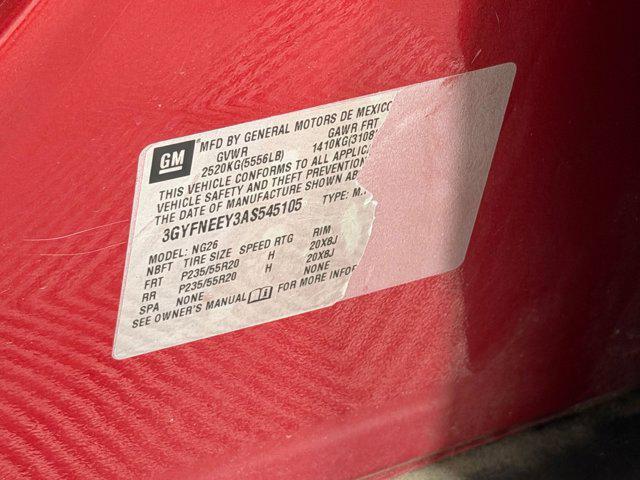 GM
® MFD BY GENERAL MOTORS DE MEXICO
GVWR GAWR FRT
2520KG(5556LB) 1410KG(3108
THIS VEHICLE CONFORMS TO ALL APPLIC
VEHICLE SAFETY AND THEFT PREVENTION
THE DATE OF MANUFACTURE SHOWN AB
3GYFNEEY3AS545105 TYPE: M
MODEL: NG26
NBFT TIRE SIZE SPEED RTG RIM
FRT P235/55R20 H 20X8J
RR P235/55R20 H 20X8J
SPA NONE NONE
SEE OWNER'S MANUAL FOR MORE INFO